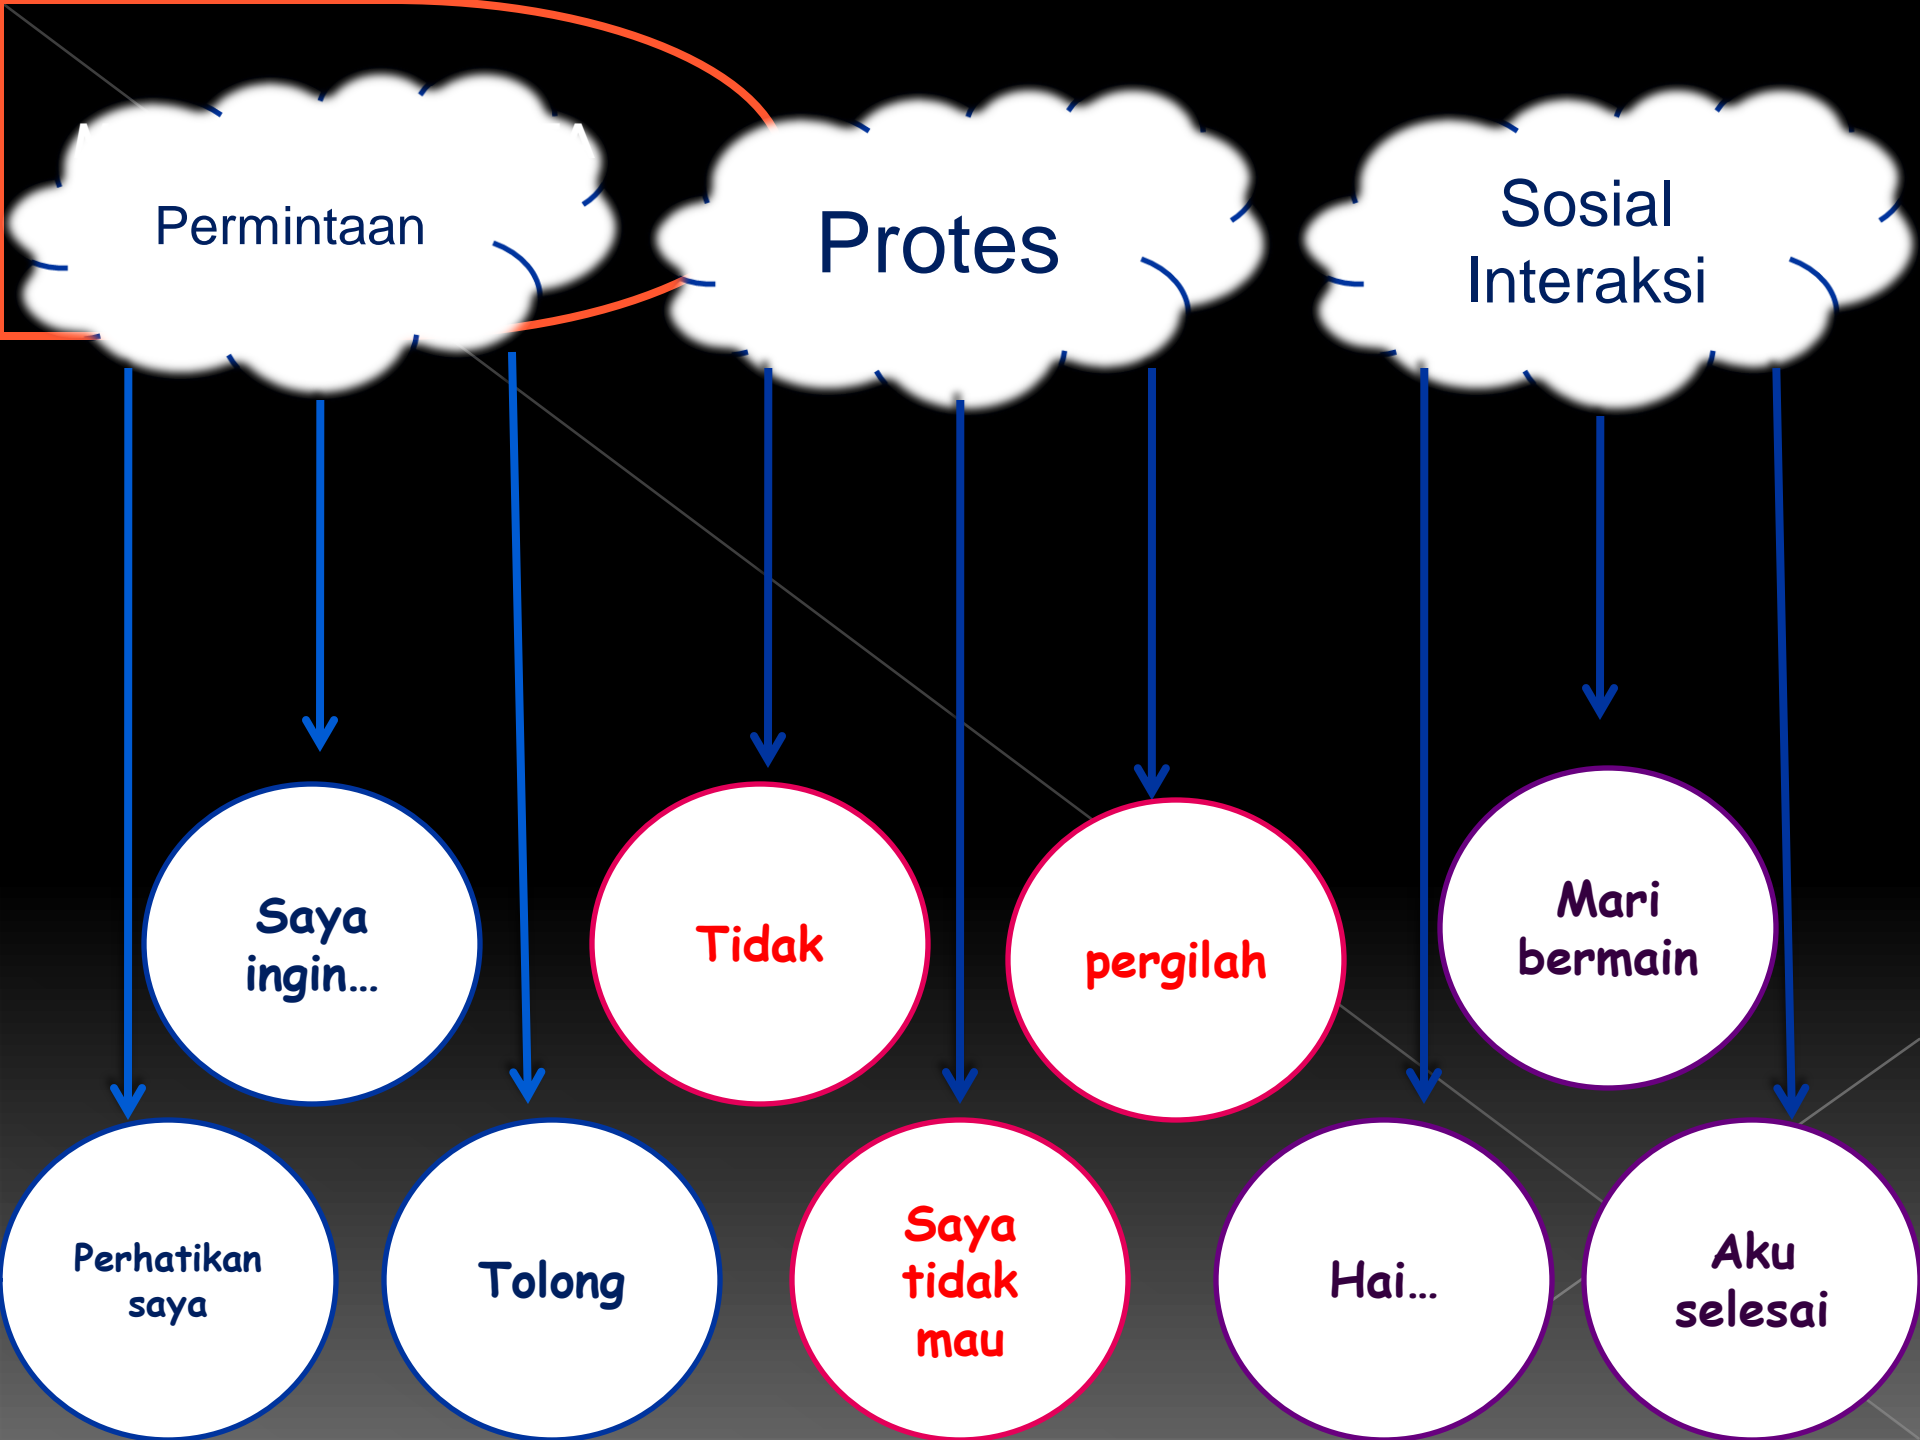 Permintaan
Protes
Sosial
Interaksi
Saya
ingin...
Tidak
pergilah
Mari
bermain
Perhatikan
saya
Tolong
Saya
tidak
mau
Hai...
Aku
selesai